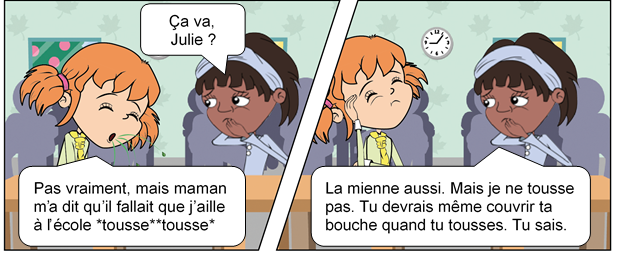 Ça va,
Julie ?
Pas vraiment, mais maman
m'a dit qu'il fallait que j'aille
à l'école *tousse**tousse*
La mienne aussi. Mais je ne tousse
pas. Tu devrais même couvrir ta
bouche quand tu tousses. Tu sais.